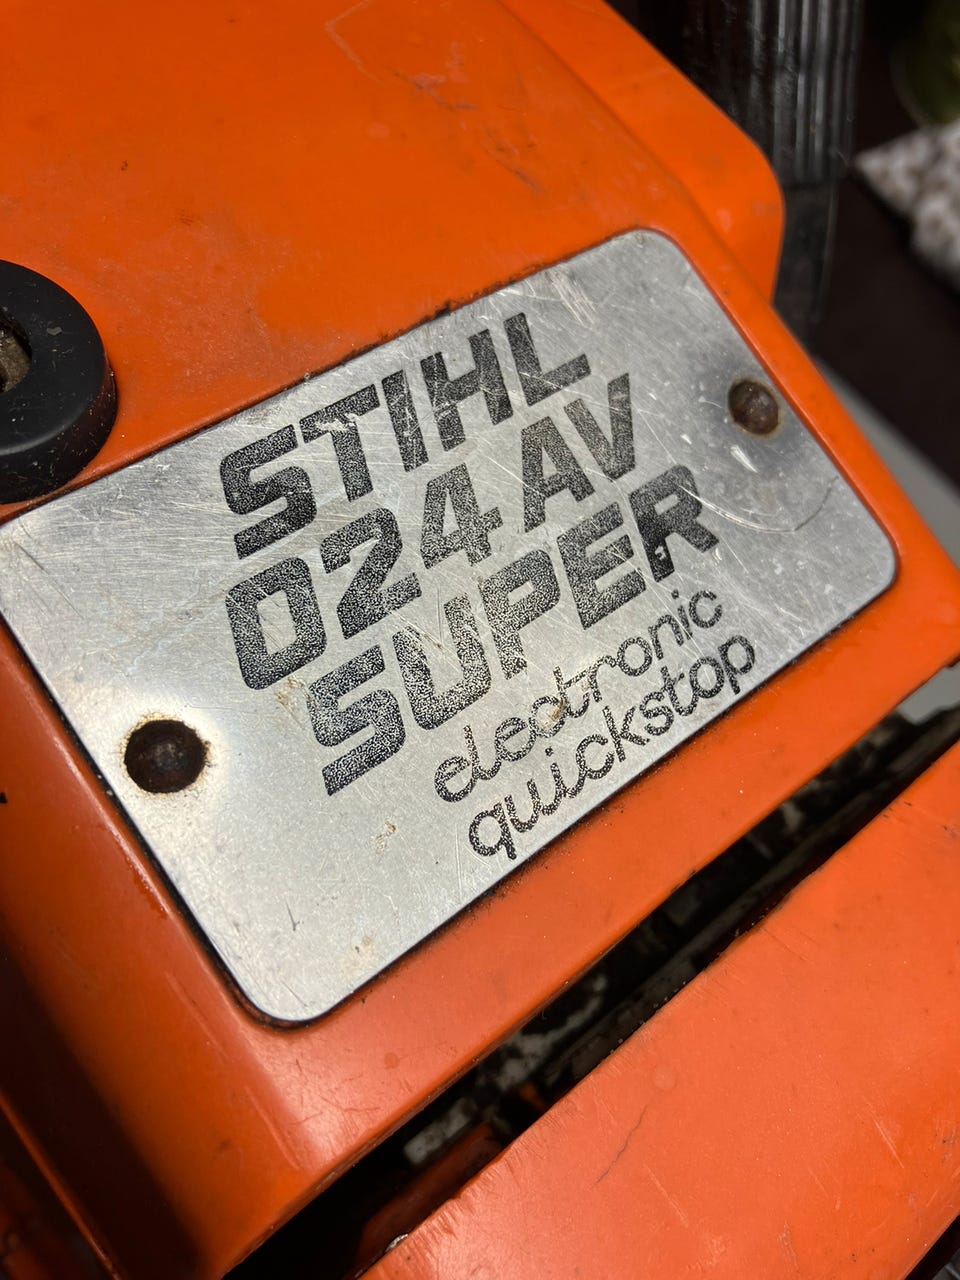 STIHL
024 AV
SUPER
electronic
quickstop